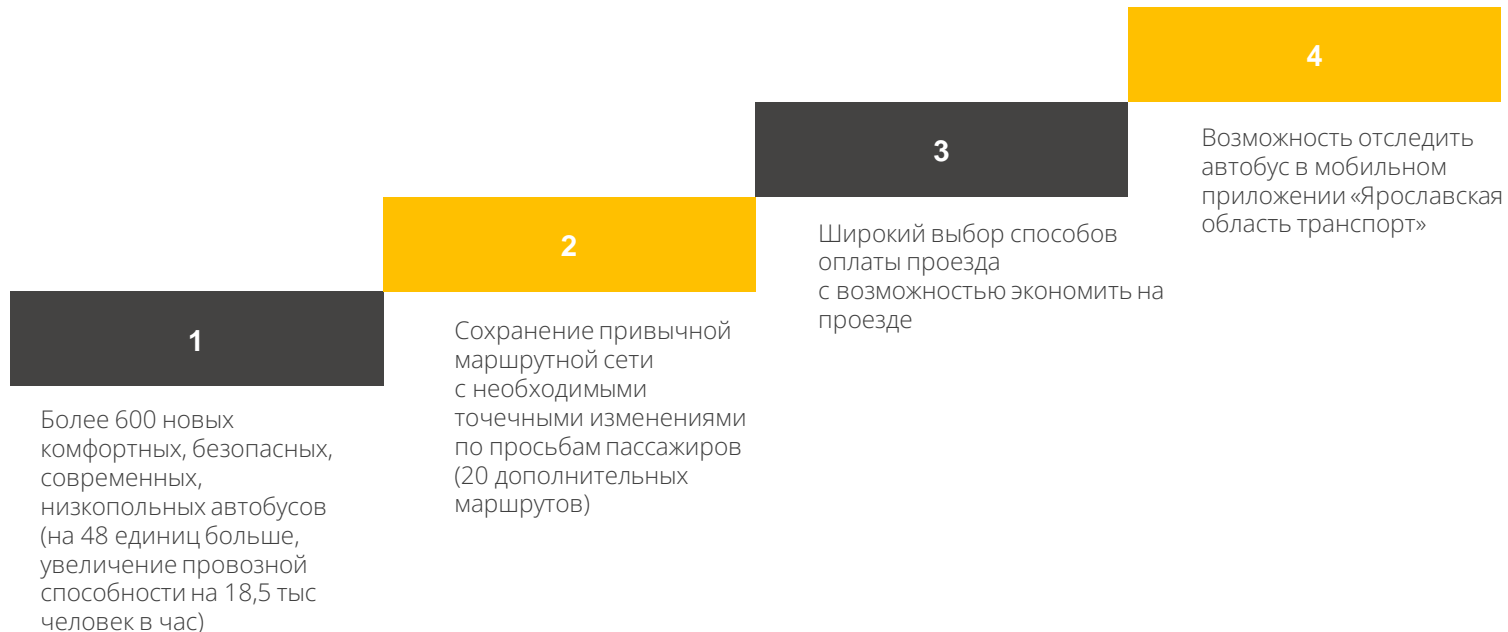 1
Более 600 новых
комфортных, безопасных,
современных,
низкопольных автобусов
(на 48 единиц больше,
увеличение провозной
способности на 18,5 тыс
человек в час)
2
Сохранение привычной
маршрутной сети
с необходимыми
точечными изменениями
по просьбам пассажиров
(20 дополнительных
маршрутов)
3
Широкий выбор способов
оплаты проезда
с возможностью экономить на
проезде
4
Возможность отследить
автобус в мобильном
приложении «Ярославская
область транспорт»